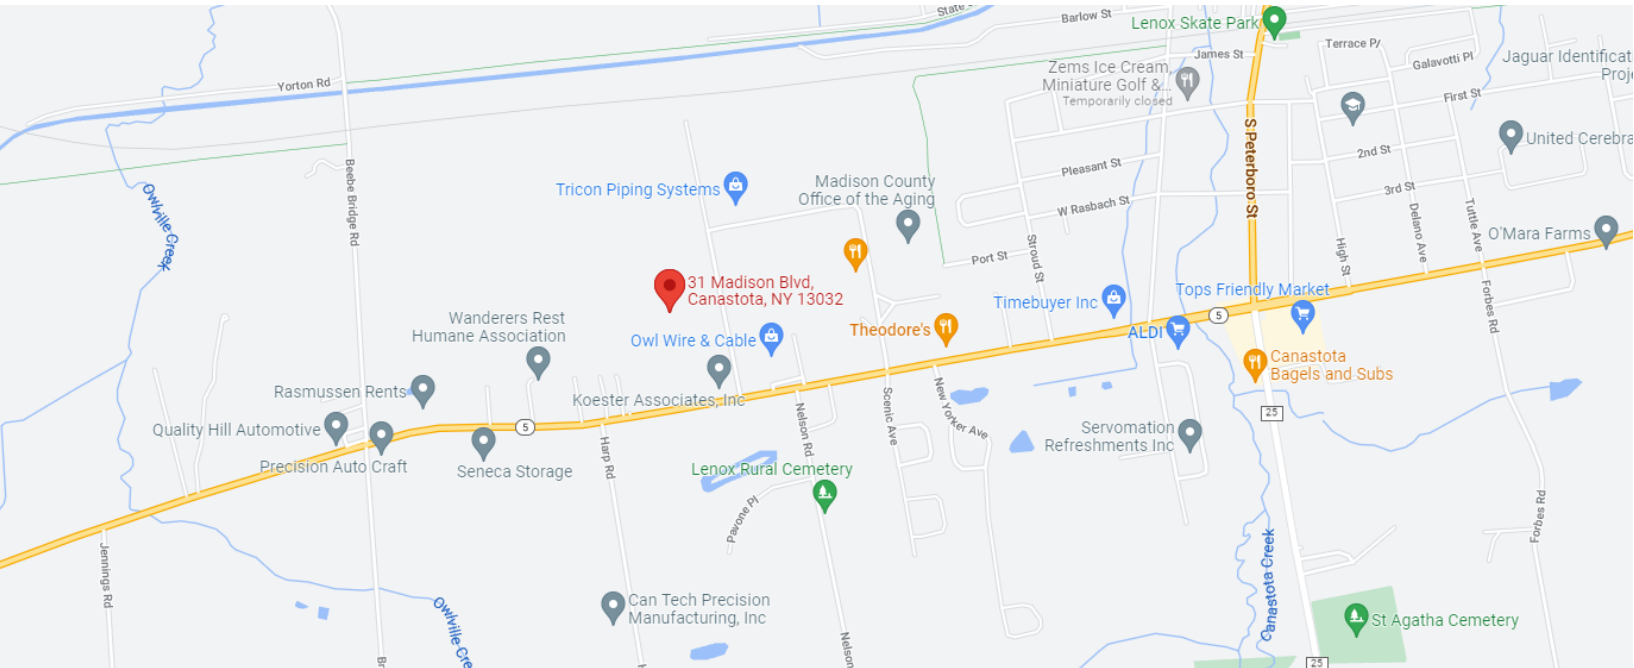 State S
Barlow St
Lenox Skate Park
James St
Terrace Pl
Galavotti Pl
Jaguar Identificat
Proj
Yorton Rd
Zems Ice Cream,
Miniature Golf &...
Temporarily closed
First St
S Peterboro St
United Cerebra
2nd St
Pleasant St
Beebe Bridge Rd
Tricon Piping Systems
Madison County
Office of the Aging
3rd St
W Rasbach St
Owlville Creek
Delano Ave
Tuttle Ave
O'Mara Farms
Port St
Stroud St
High St
31 Madison Blvd,
Canastota, NY 13032
Timebuyer Inc
Tops Friendly Market
Forbes Rd
5
Wanderers Rest
Humane Association
Owl Wire & Cable
Theodore's
ALDI
Canastota
Bagels and Subs
Rasmussen Rents
Koester Associates, Inc
25
Quality Hill Automotive
5
Nelson Rd
Scenic Ave
New Yorker Ave
Servomation
Refreshments Inc
Precision Auto Craft
Seneca Storage
Harp Rd
Lenox Rural Cemetery
Pavone Pl
Forbes Rd
Jennings Rd
Canastota Creek
Can Tech Precision
Manufacturing, Inc
Owlville Cre
St Agatha Cemetery
Nelson
Br
25